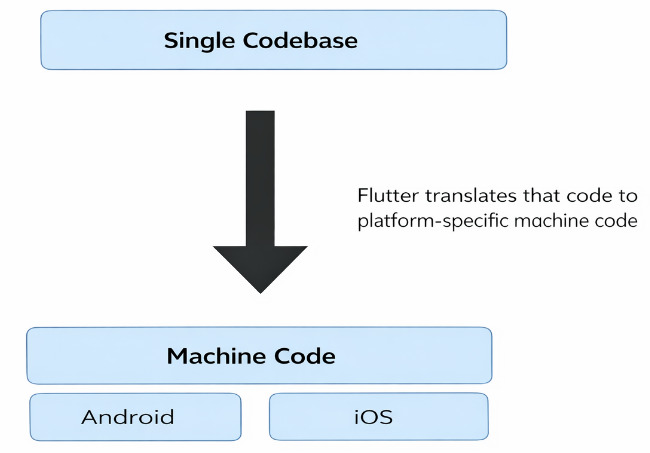 Single Codebase
Flutter translates that code to
platform-specific machine code
Machine Code
Android
iOS